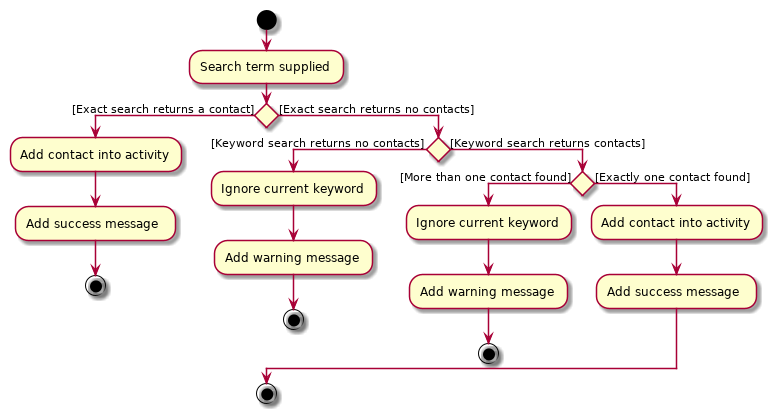 Search term supplied
[Exact search returns a contact]
[Exact search returns no contacts]
Add contact into activity
Add success message
[Keyword search returns no contacts]
[Keyword search returns contacts]
Ignore current keyword
Add warning message
[More than one contact found]
[Exactly one contact found]
Ignore current keyword
Add warning message
Add contact into activity
Add success message